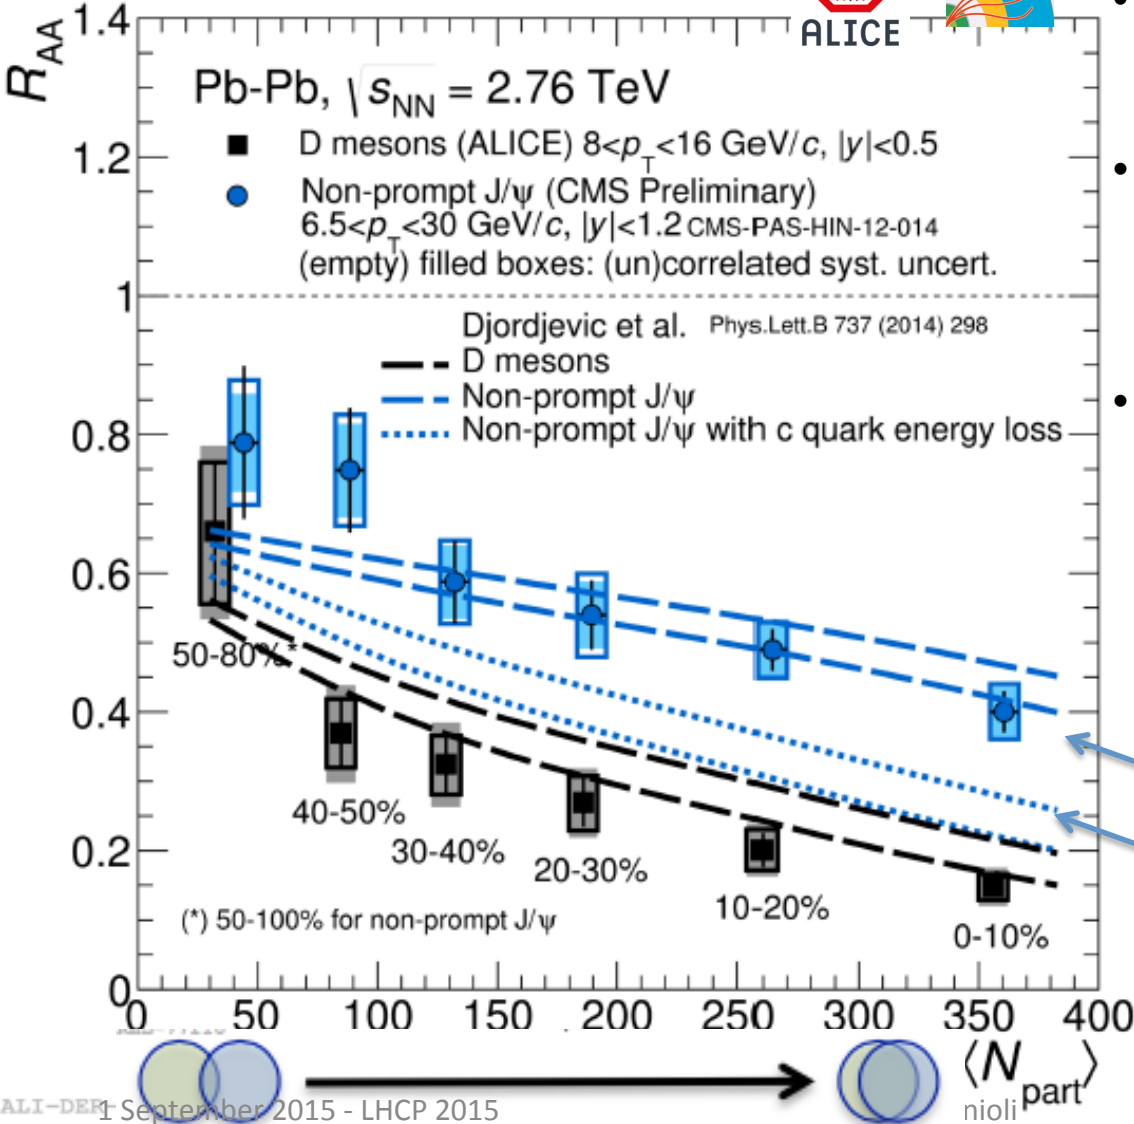 R_AA
ALICE
1.4
Pb-Pb, √s_NN = 2.76 TeV
D mesons (ALICE) 8<p_T<16 GeV/c, |y|<0.5
1.2
Non-prompt J/ψ (CMS Preliminary)
6.5<p_T<30 GeV/c, |y|<1.2 CMS-PAS-HIN-12-014
(empty) filled boxes: (un)correlated syst. uncert.
1
Djordjevic et al. Phys.Lett.B 737 (2014) 298
D mesons
Non-prompt J/ψ
Non-prompt J/ψ with c quark energy loss
0.8
0.6
50-80%*
0.4
40-50%
30-40%
20-30%
0.2
10-20%
(*) 50-100% for non-prompt J/ψ
0-10%
0
0 50 100 150 200 250 300 350 400
⟨N_part⟩
ALI-DER-
1 September 2015 - LHCP 2015
nioli